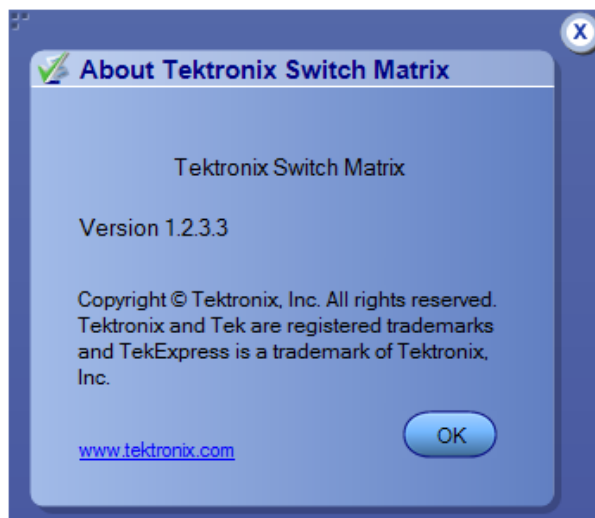 X
About Tektronix Switch Matrix
Tektronix Switch Matrix
Version 1.2.3.3
Copyright © Tektronix, Inc. All rights reserved.
Tektronix and Tek are registered trademarks
and TekExpress is a trademark of Tektronix,
Inc.
OK
www.tektronix.com